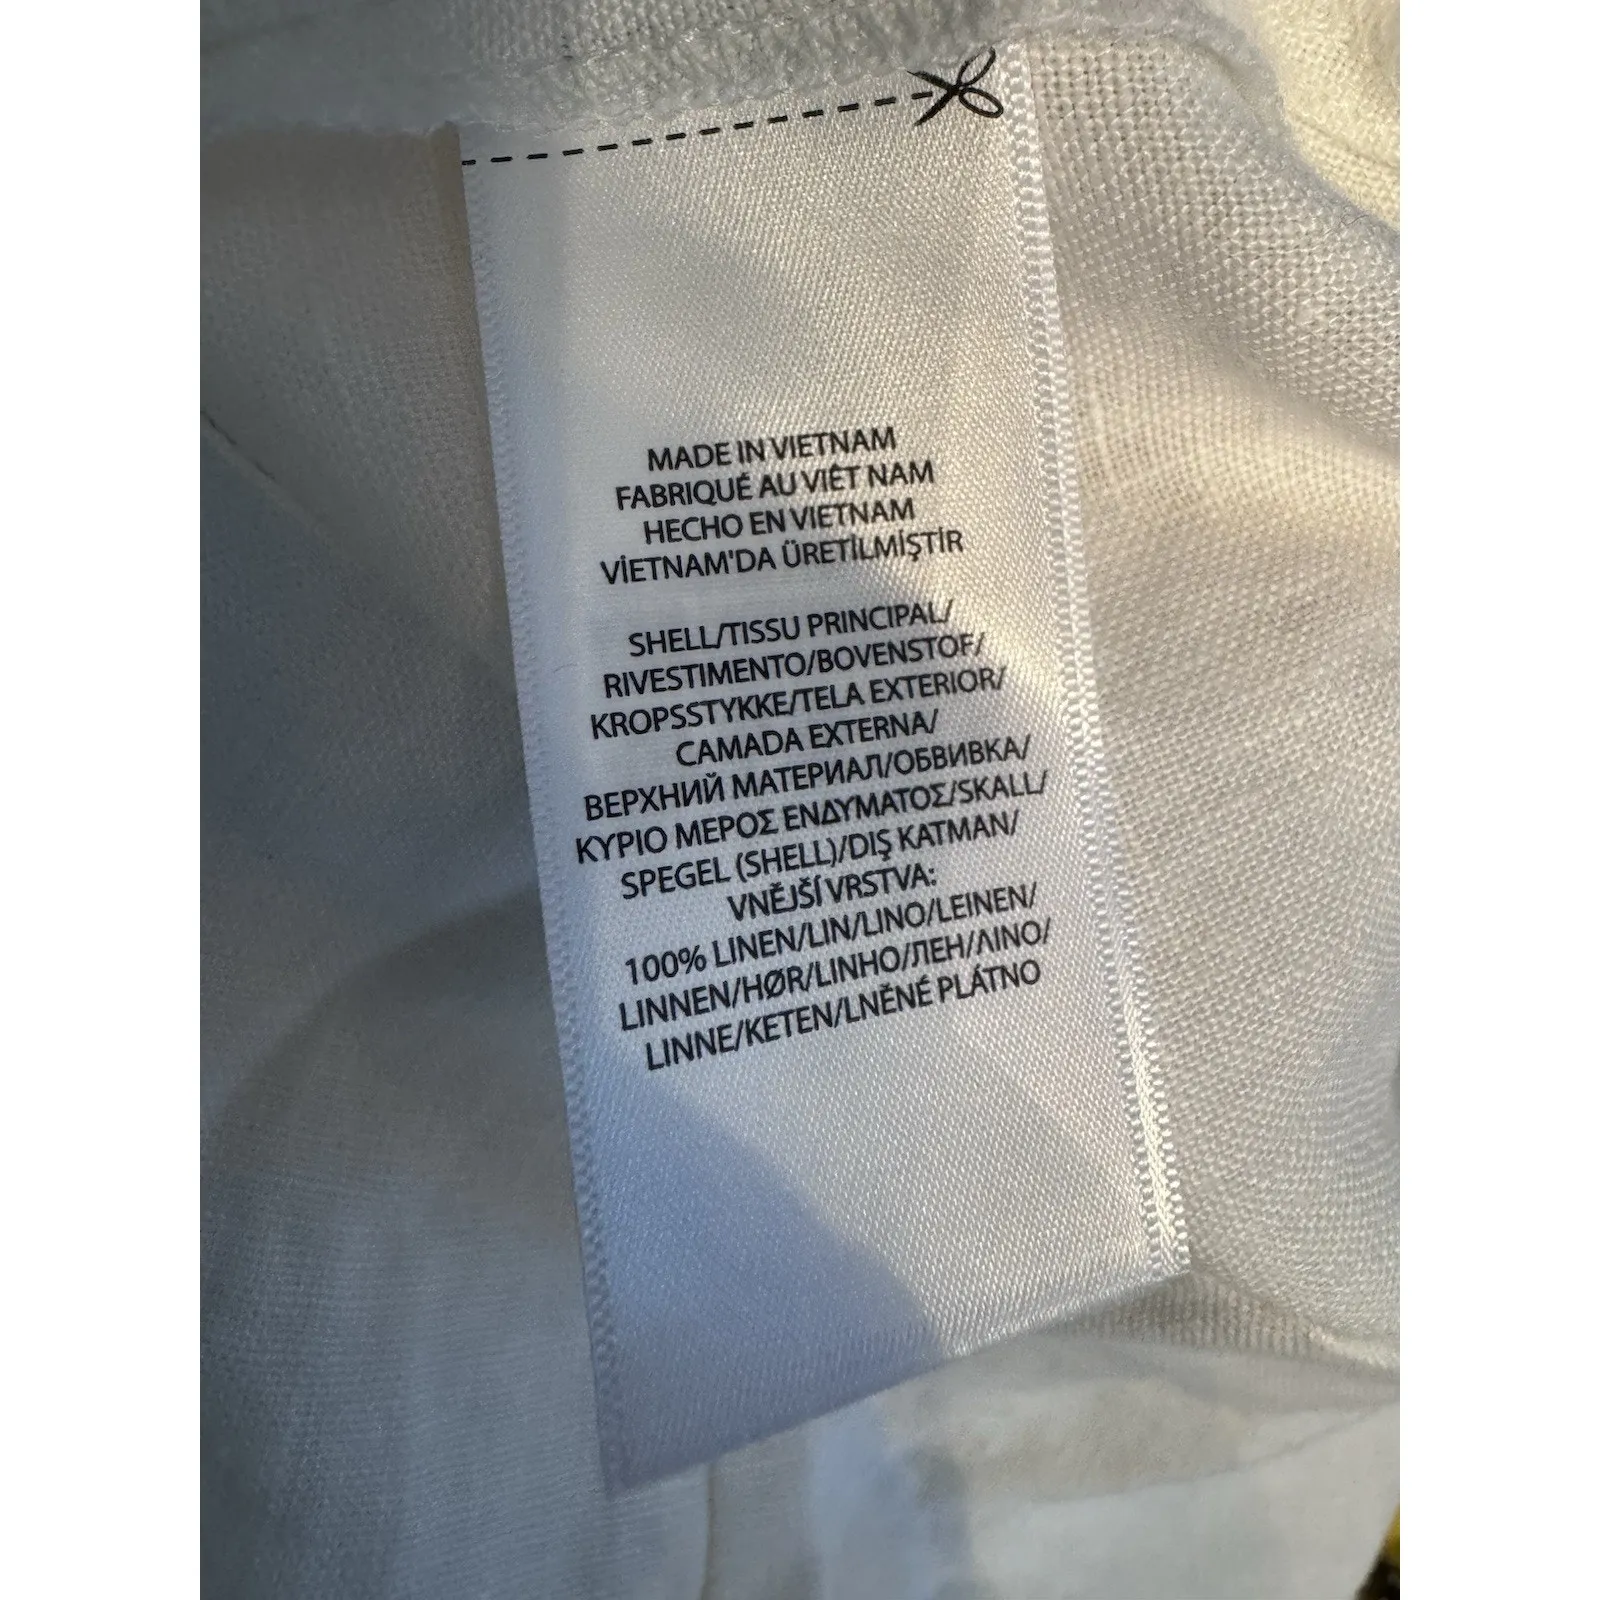 MADE IN VIETNAM
FABRIQUÉ AU VIÊT NAM
HECHO EN VIETNAM
VİETNAM'DA ÜRETİLMİŞTİR
SHELL/TISSU PRINCIPAL/
RIVESTIMENTO/BOVENSTOF/
KROPSSTYKKE/TELA EXTERIOR/
CAMADA EXTERNA/
ВЕРХНИЙ МАТЕРИАЛ/ОБВИВКА/
ΚΥΡΙΟ ΜΕΡΟΣ ΕΝΔΥΜΑΤΟΣ/SKALL/
SPEGEL (SHELL)/DIŞ KATMAN/
VNĚJŠÍ VRSTVA:
100% LINEN/LIN/LINO/LEINEN/
LINNEN/HØR/LINHO/ЛЕН/ΛΙΝΟ/
LINNE/KETEN/LNĚNÉ PLÁTNO